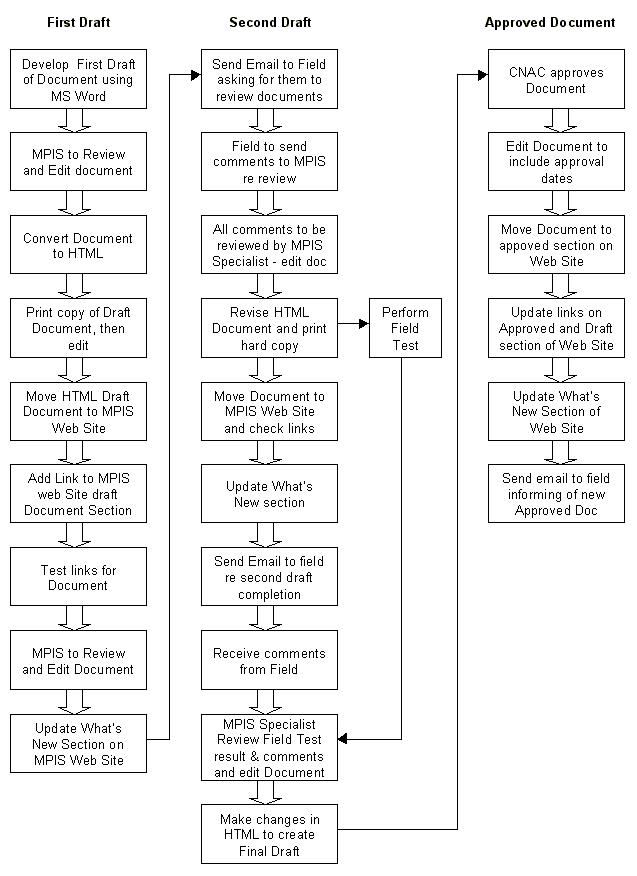 First Draft
Develop First Draft
of Document using
MS Word
MPIS to Review
and Edit document
Convert Document
to HTML
Print copy of Draft
Document, then
edit
Move HTML Draft
Document to MPIS
Web Site
Add Link to MPIS
web Site draft
Document Section
Test links for
Document
MPIS to Review
and Edit Document
Update What's
New Section on
MPIS Web Site
Second Draft
Send Email to Field
asking for them to
review documents
Field to send
comments to MPIS
re review
All comments to be
reviewed by MPIS
Specialist - edit doc
Revise HTML
Document and print
hard copy
Perform
Field
Test
Move Document to
MPIS Web Site
and check links
Update What's
New section
Send Email to field
re second draft
completion
Receive comments
from Field
MPIS Specialist
Review Field Test
result & comments
and edit Document
Make changes in
HTML to create
Final Draft
Approved Document
CNAC approves
Document
Edit Document to
include approval
dates
Move Document to
appoved section on
Web Site
Update links on
Approved and Draft
section of Web Site
Update What's
New Section of
Web Site
Send email to field
informing of new
Approved Doc